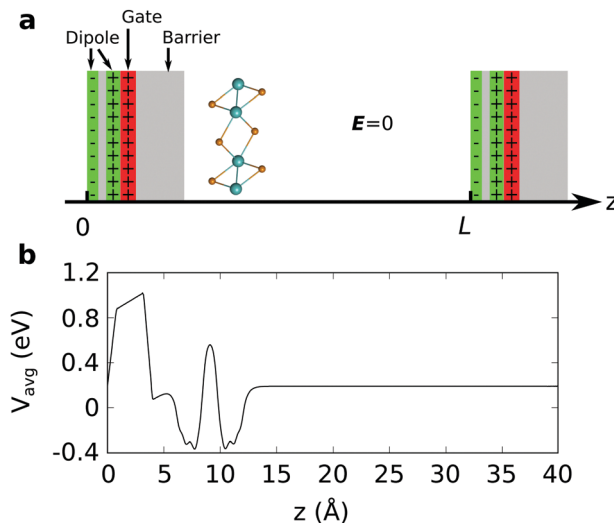 a
Gate
Dipole
Barrier
- + +
E=0
- + +
0
L
z
b
1.2
0.8
0.4
0
-0.4
V_avg (eV)
0 5 10 15 20 25 30 35 40
z (Å)